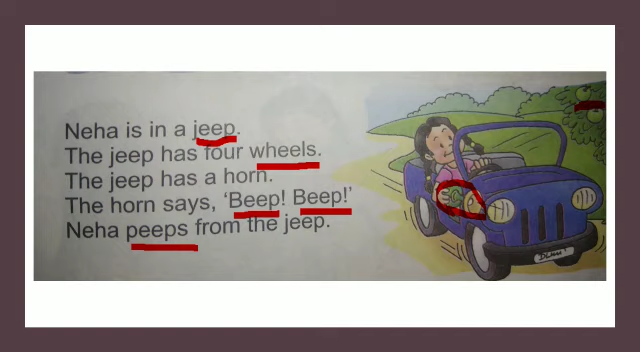 Neha is in a jeep.
The jeep has four wheels.
The jeep has a horn.
The horn says, ‘Beep! Beep!’
Neha peeps from the jeep.